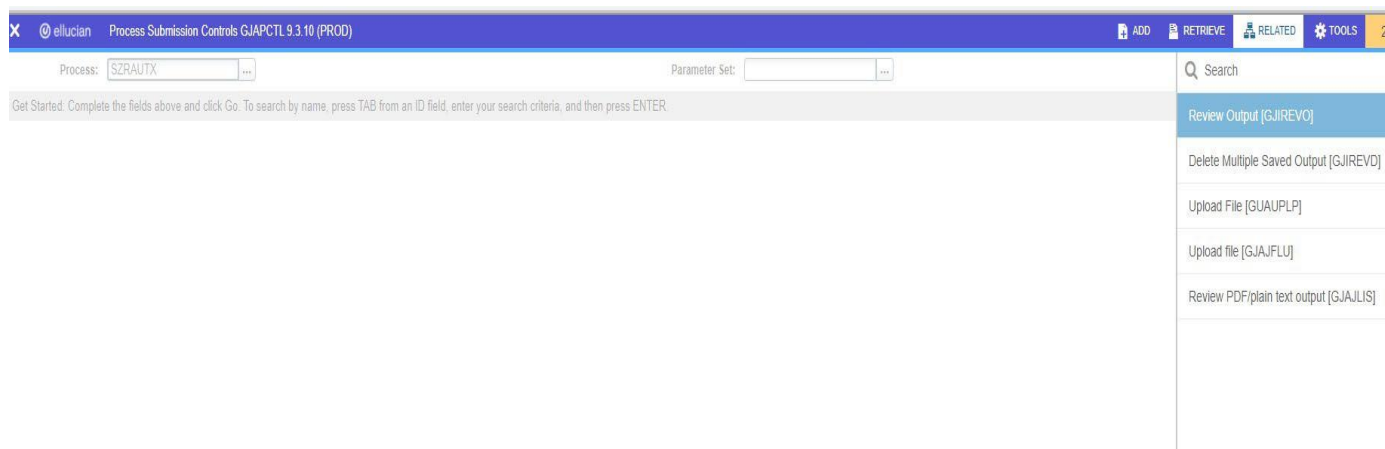 X ellucian Process Submission Controls GJAPCTL 9.3.10 (PROD) ADD RETRIEVE RELATED TOOLS 2
Process: SZRAUTX ... Parameter Set: ... Search
Get Started: Complete the fields above and click Go. To search by name, press TAB from an ID field, enter your search criteria, and then press ENTER.
Review Output [GJIREVO]
Delete Multiple Saved Output [GJIREVD]
Upload File [GUAUPLP]
Upload file [GJAJFLU]
Review PDF/plain text output [GJAJLIS]